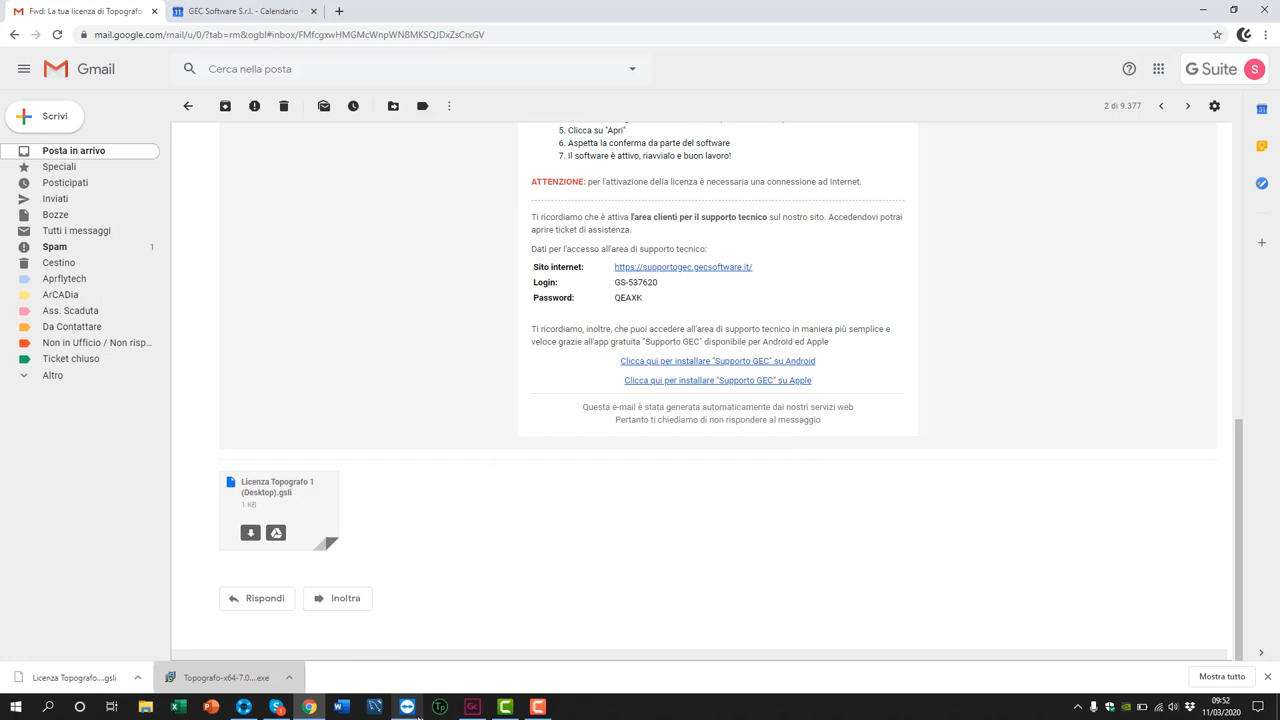 Fwd: La tua licenza di Topografo
GEC Software S.r.l. - Calendario
mail.google.com/mail/u/0/?tab=rm&ogbl#inbox/FMfcgxwHMGMcWnpWNBMKSQJDxZsCrxGV
Gmail
Cerca nella posta
G Suite S
Scrivi
2 di 9.377
Posta in arrivo
Speciali
Posticipati
Inviati
Bozze
Tutti i messaggi
Spam 1
Cestino
Aprflytech
ArCADia
Ass. Scaduta
Da Contattare
Non in Ufficio / Non risp...
Ticket chiuso
Altro
5. Clicca su "Apri"
6. Aspetta la conferma da parte del software
7. Il software è attivo, riavvialo e buon lavoro!
ATTENZIONE: per l'attivazione della licenza è necessaria una connessione ad Internet.
Ti ricordiamo che è attiva l'area clienti per il supporto tecnico sul nostro sito. Accedendovi potrai
aprire ticket di assistenza.
Dati per l'accesso all'area di supporto tecnico:
Sito internet: https://supportogec.gecsoftware.it/
Login: GS-537620
Password: QEAXK
Ti ricordiamo, inoltre, che puoi accedere all'area di supporto tecnico in maniera più semplice e
veloce grazie all'app gratuita "Supporto GEC" disponibile per Android ed Apple
Clicca qui per installare "Supporto GEC" su Android
Clicca qui per installare "Supporto GEC" su Apple
Questa e-mail è stata generata automaticamente dai nostri servizi web
Pertanto ti chiediamo di non rispondere al messaggio
Licenza Topografo 1
(Desktop).gsli
1 KB
Rispondi
Inoltra
Licenza Topografo....gsli
Topografo-x64-7.0....exe
Mostra tutto
09:52
11/03/2020